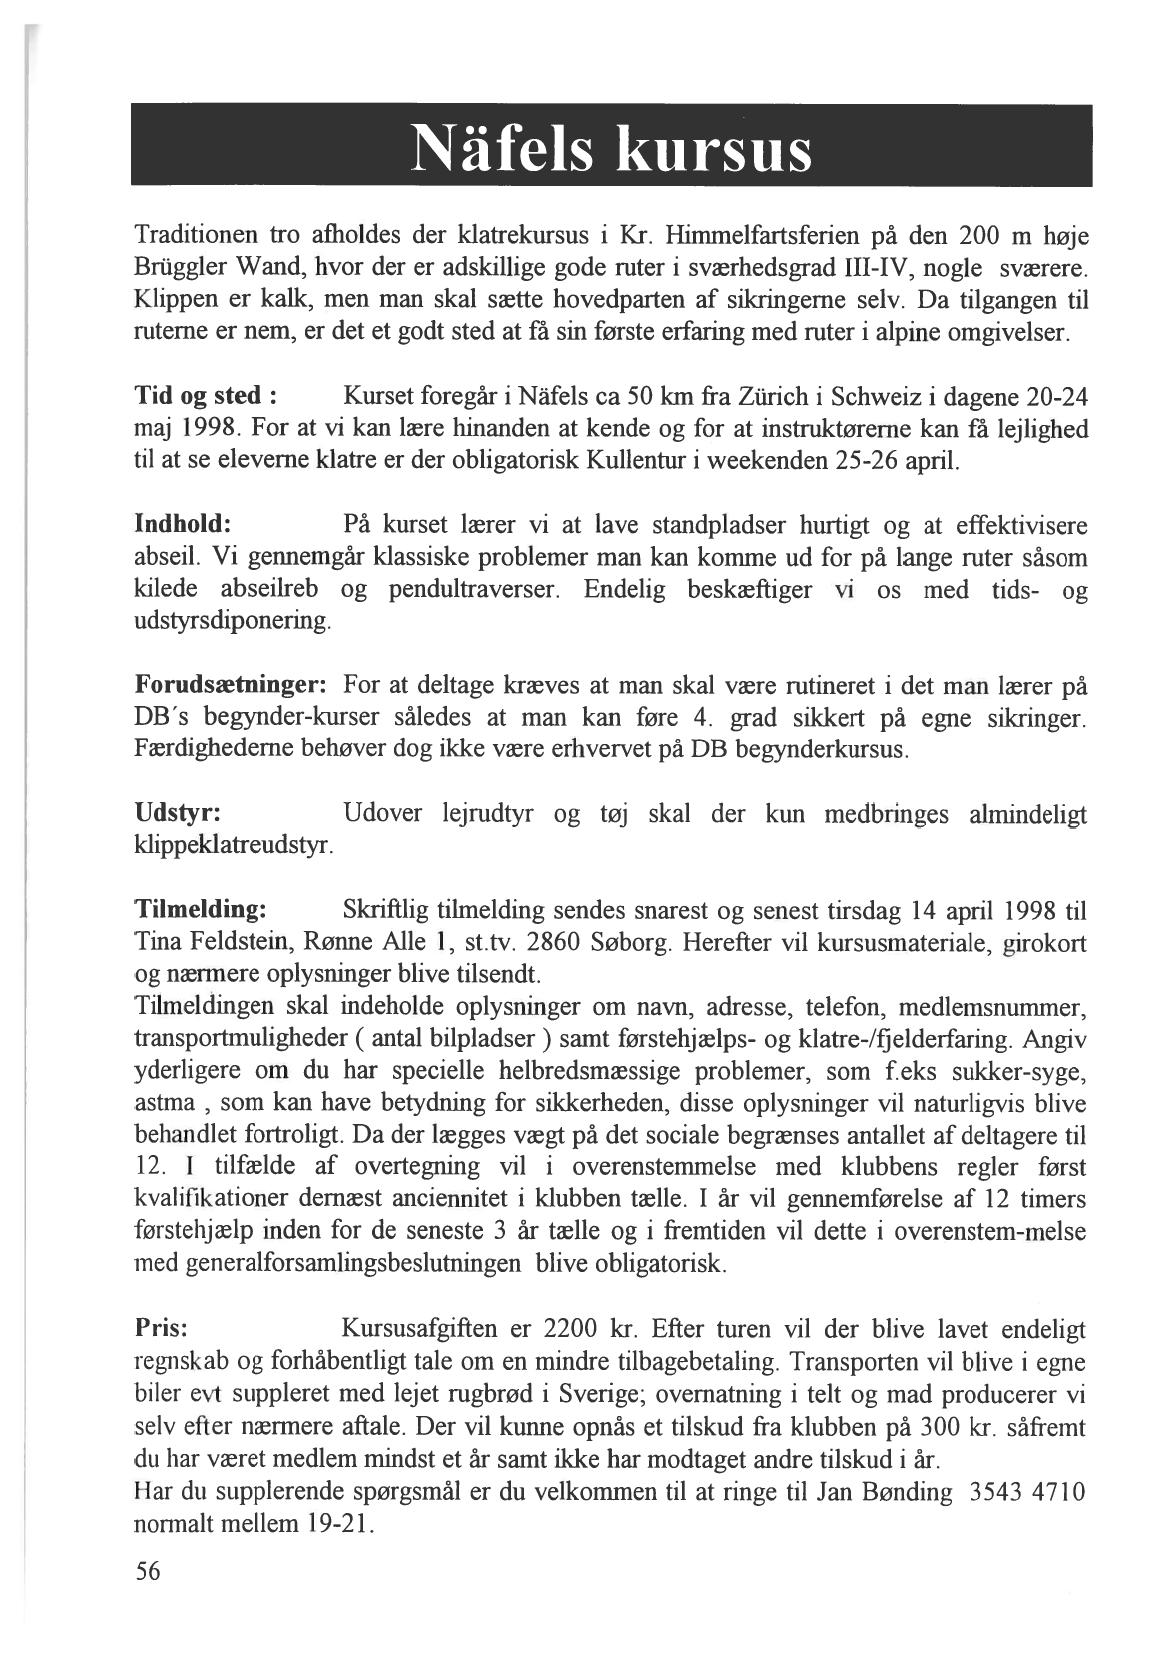 Näfels kursus
Traditionen tro afholdes der klatrekursus i Kr. Himmelfartsferien på den 200 m høje
Brüggler Wand, hvor der er adskillige gode ruter i sværhedsgrad III-IV, nogle sværere.
Klippen er kalk, men man skal sætte hovedparten af sikringerne selv. Da tilgangen til
ruterne er nem, er det et godt sted at få sin første erfaring med ruter i alpine omgivelser.
Tid og sted : Kurset foregår i Näfels ca 50 km fra Zürich i Schweiz i dagene 20-24
maj 1998. For at vi kan lære hinanden at kende og for at instruktørerne kan få lejlighed
til at se eleverne klatre er der obligatorisk Kullentur i weekenden 25-26 april.
Indhold: På kurset lærer vi at lave standpladser hurtigt og at effektivisere
abseil. Vi gennemgår klassiske problemer man kan komme ud for på lange ruter såsom
kilede abseilreb og pendultraverser. Endelig beskæftiger vi os med tids- og
udstyrsdiponering.
Forudsætninger: For at deltage kræves at man skal være rutineret i det man lærer på
DB´s begynder-kurser således at man kan føre 4. grad sikkert på egne sikringer.
Færdighederne behøver dog ikke være erhvervet på DB begynderkursus.
Udstyr: Udover lejrudtyr og tøj skal der kun medbringes almindeligt
klippeklatreudstyr.
Tilmelding: Skriftlig tilmelding sendes snarest og senest tirsdag 14 april 1998 til
Tina Feldstein, Rønne Alle 1, st.tv. 2860 Søborg. Herefter vil kursusmateriale, girokort
og nærmere oplysninger blive tilsendt.
Tilmeldingen skal indeholde oplysninger om navn, adresse, telefon, medlemsnummer,
transportmuligheder ( antal bilpladser ) samt førstehjælps- og klatre-/fjelderfaring. Angiv
yderligere om du har specielle helbredsmæssige problemer, som f.eks sukker-syge,
astma , som kan have betydning for sikkerheden, disse oplysninger vil naturligvis blive
behandlet fortroligt. Da der lægges vægt på det sociale begrænses antallet af deltagere til
12. I tilfælde af overtegning vil i overenstemmelse med klubbens regler først
kvalifikationer dernæst anciennitet i klubben tælle. I år vil gennemførelse af 12 timers
førstehjælp inden for de seneste 3 år tælle og i fremtiden vil dette i overenstem-melse
med generalforsamlingsbeslutningen blive obligatorisk.
Pris: Kursusafgiften er 2200 kr. Efter turen vil der blive lavet endeligt
regnskab og forhåbentligt tale om en mindre tilbagebetaling. Transporten vil blive i egne
biler evt suppleret med lejet rugbrød i Sverige; overnatning i telt og mad producerer vi
selv efter nærmere aftale. Der vil kunne opnås et tilskud fra klubben på 300 kr. såfremt
du har været medlem mindst et år samt ikke har modtaget andre tilskud i år.
Har du supplerende spørgsmål er du velkommen til at ringe til Jan Bønding 3543 4710
normalt mellem 19-21.
56